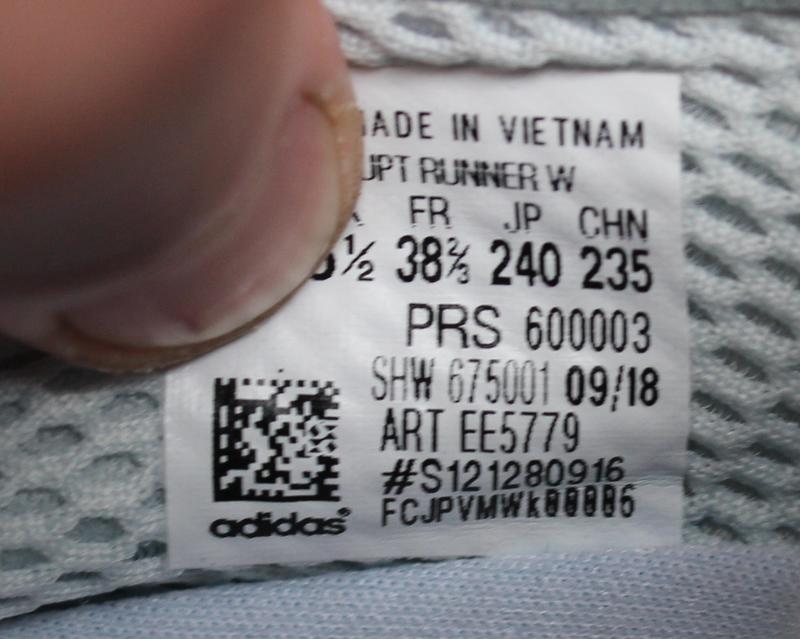 MADE IN VIETNAM
UPT RUNNER W
FR JP CHN
½ 38⅔ 240 235
PRS 600003
SHW 675001 09/18
ART EE5779
#S121280916
adidas